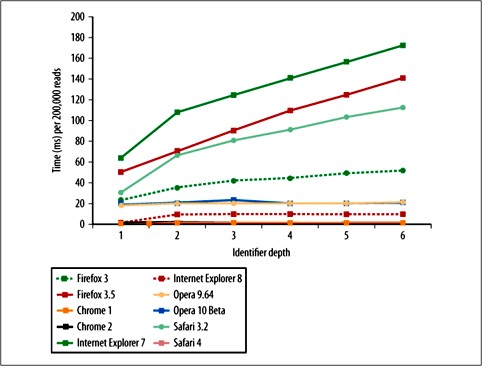 Time (ms) per 200,000 reads
200
180
160
140
120
100
80
60
40
20
0
1 2 3 4 5 6
Identifier depth
Firefox 3 Internet Explorer 8
Firefox 3.5 Opera 9.64
Chrome 1 Opera 10 Beta
Chrome 2 Safari 3.2
Internet Explorer 7 Safari 4